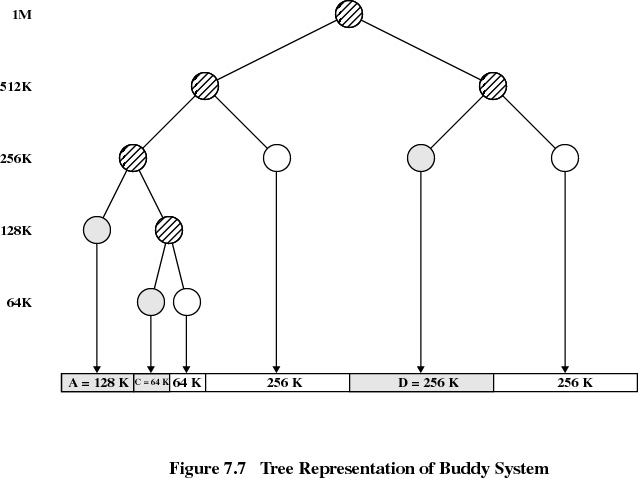 1M
512K
256K
128K
64K
A = 128 K
C = 64 K
64 K
256 K
D = 256 K
256 K
Figure 7.7 Tree Representation of Buddy System